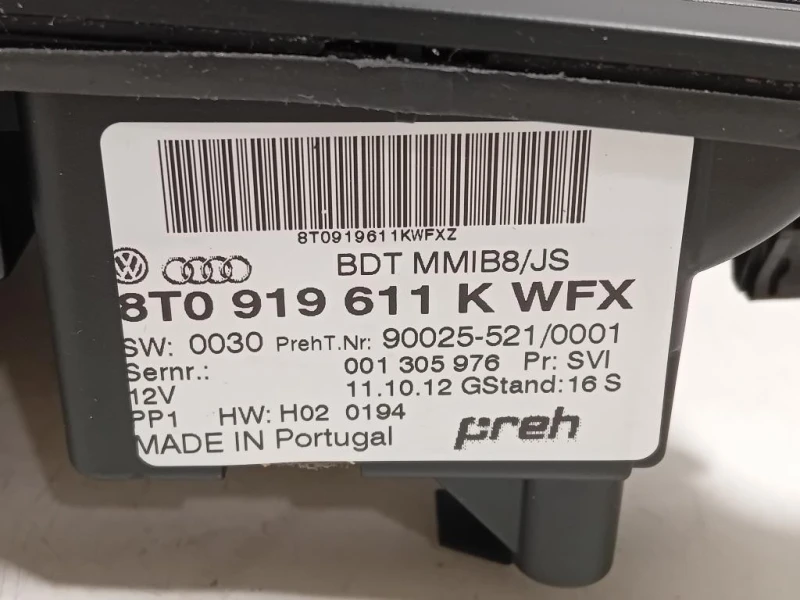 8T0919611KWFXZ
BDT MMIB8/JS
8T0 919 611 K WFX
SW: 0030 PrehT.Nr: 90025-521/0001
Sernr.: 001 305 976 Pr: SVI
12V 11.10.12 GStand: 16 S
PP1 HW: H02 0194
MADE IN Portugal preh